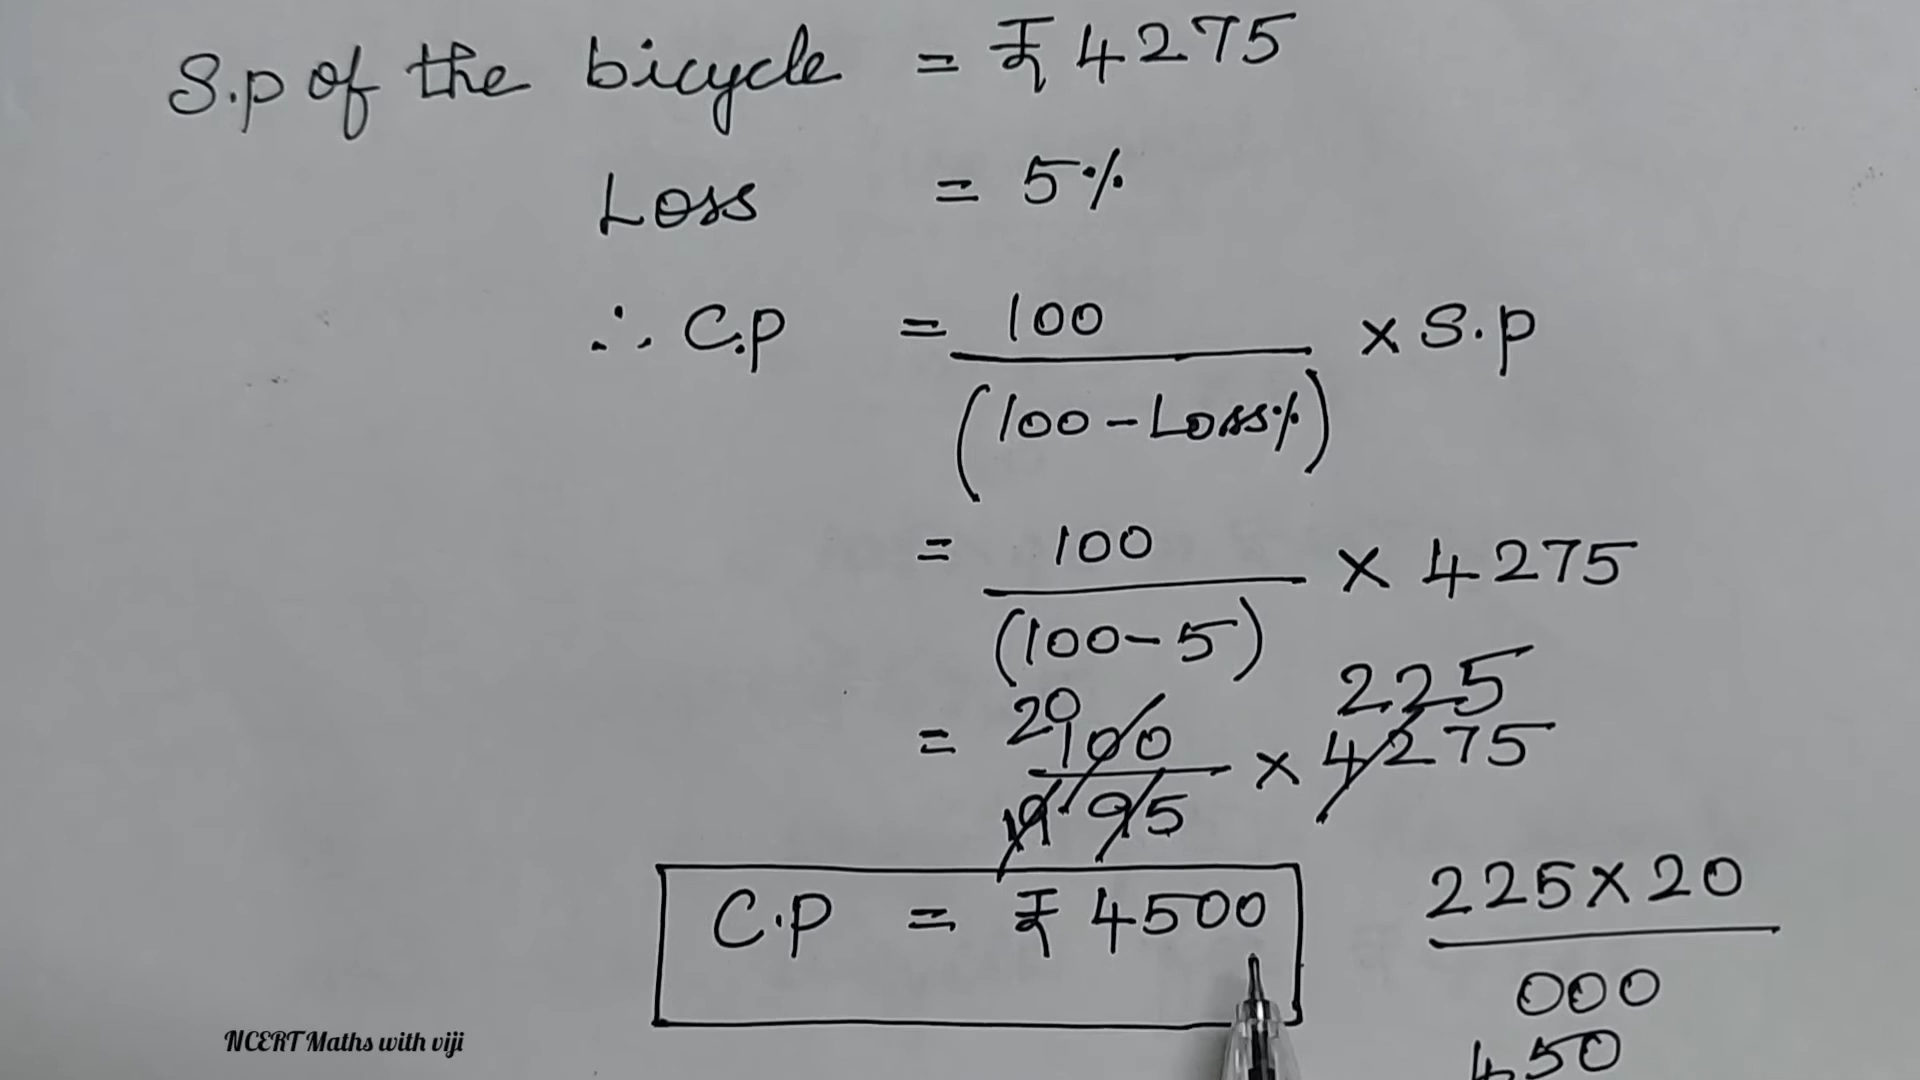 S.p of the bicycle = ₹ 4275
Loss = 5%
∴ C.p = 100 × S.p
(100 - Loss%)
= 100 × 4275
(100-5)
225
= 20 100 × 4275
19 95
C.P = ₹ 4500
225×20
000
450
NCERT Maths with viji